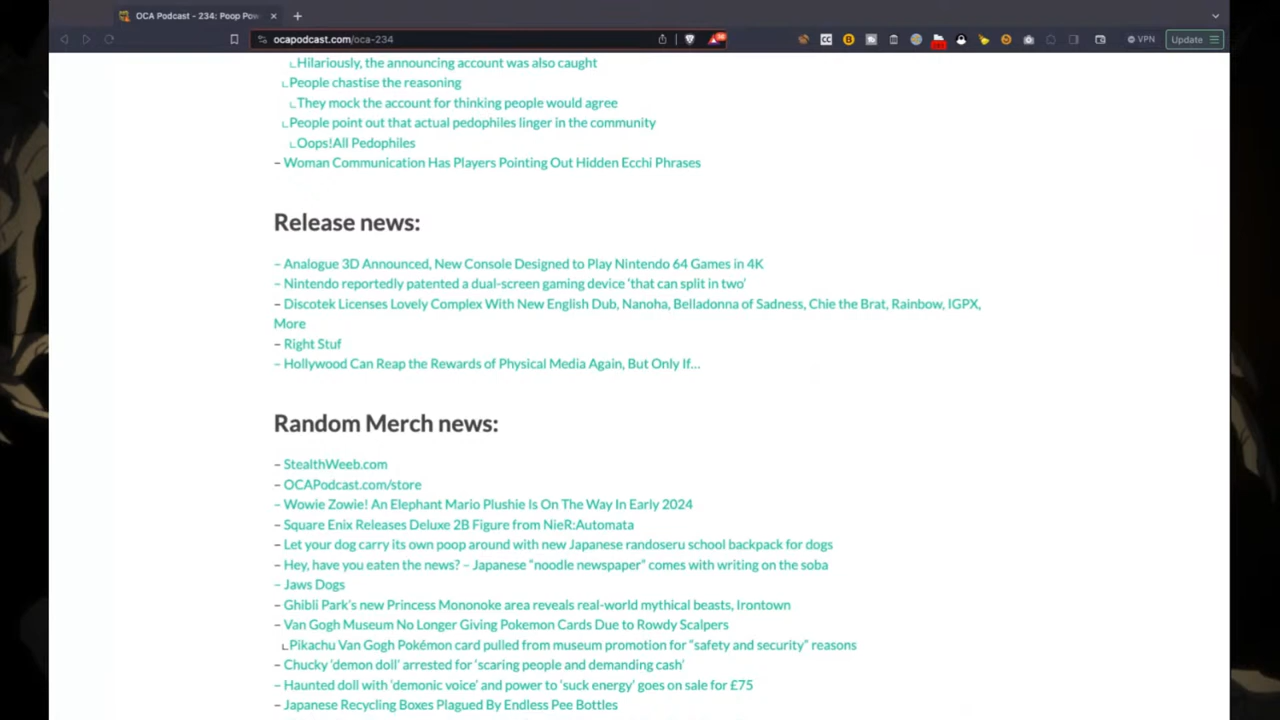 OCA Podcast - 234: Poop Pow
ocapodcast.com/oca-234
VPN
Update
Hilariously, the announcing account was also caught
People chastise the reasoning
They mock the account for thinking people would agree
People point out that actual pedophiles linger in the community
Oops!All Pedophiles
– Woman Communication Has Players Pointing Out Hidden Ecchi Phrases
Release news:
– Analogue 3D Announced, New Console Designed to Play Nintendo 64 Games in 4K
– Nintendo reportedly patented a dual-screen gaming device ‘that can split in two’
– Discotek Licenses Lovely Complex With New English Dub, Nanoha, Belladonna of Sadness, Chie the Brat, Rainbow, IGPX,
More
– Right Stuf
– Hollywood Can Reap the Rewards of Physical Media Again, But Only If…
Random Merch news:
– StealthWeeb.com
– OCAPodcast.com/store
– Wowie Zowie! An Elephant Mario Plushie Is On The Way In Early 2024
– Square Enix Releases Deluxe 2B Figure from NieR:Automata
– Let your dog carry its own poop around with new Japanese randoseru school backpack for dogs
– Hey, have you eaten the news? – Japanese “noodle newspaper” comes with writing on the soba
– Jaws Dogs
– Ghibli Park’s new Princess Mononoke area reveals real-world mythical beasts, Irontown
– Van Gogh Museum No Longer Giving Pokemon Cards Due to Rowdy Scalpers
Pikachu Van Gogh Pokémon card pulled from museum promotion for “safety and security” reasons
– Chucky ‘demon doll’ arrested for ‘scaring people and demanding cash’
– Haunted doll with ‘demonic voice’ and power to ‘suck energy’ goes on sale for £75
– Japanese Recycling Boxes Plagued By Endless Pee Bottles